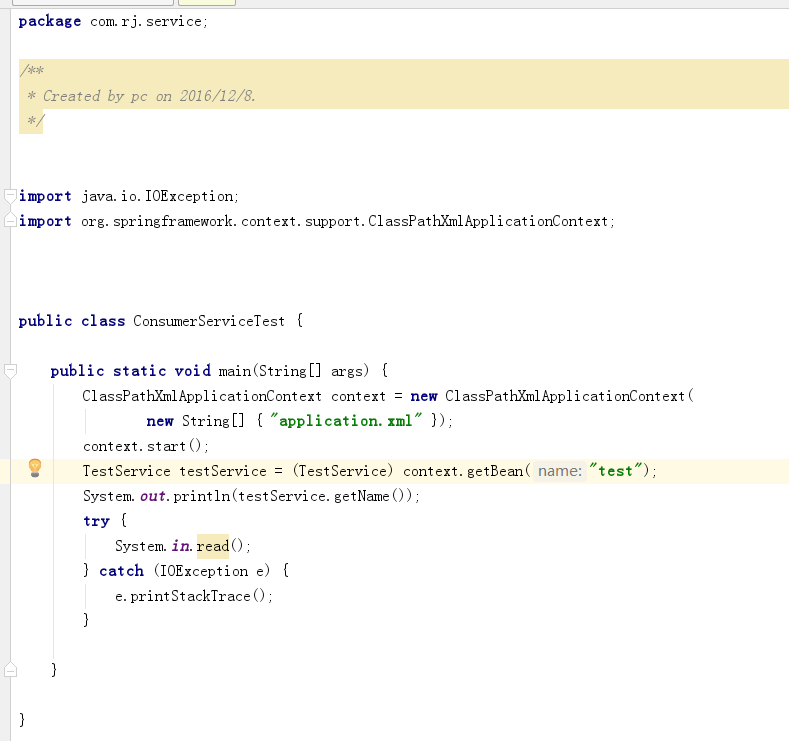 package com.rj.service;
/**
 * Created by pc on 2016/12/8.
 */
import java.io.IOException;
import org.springframework.context.support.ClassPathXmlApplicationContext;
public class ConsumerServiceTest {
    public static void main(String[] args) {
        ClassPathXmlApplicationContext context = new ClassPathXmlApplicationContext(
                new String[] { "application.xml" });
        context.start();
        TestService testService = (TestService) context.getBean( name: "test");
        System.out.println(testService.getName());
        try {
            System.in.read();
        } catch (IOException e) {
            e.printStackTrace();
        }
    }
}